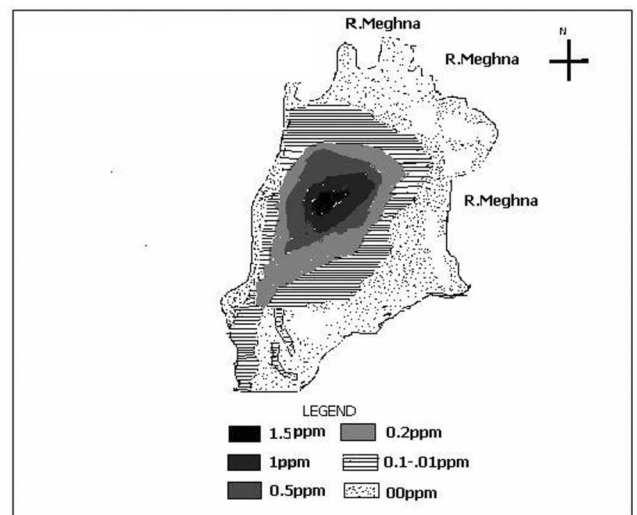 R.Meghna
N
R.Meghna
R.Meghna
LEGEND
1.5ppm 0.2ppm
1ppm 0.1-.01ppm
0.5ppm 00ppm